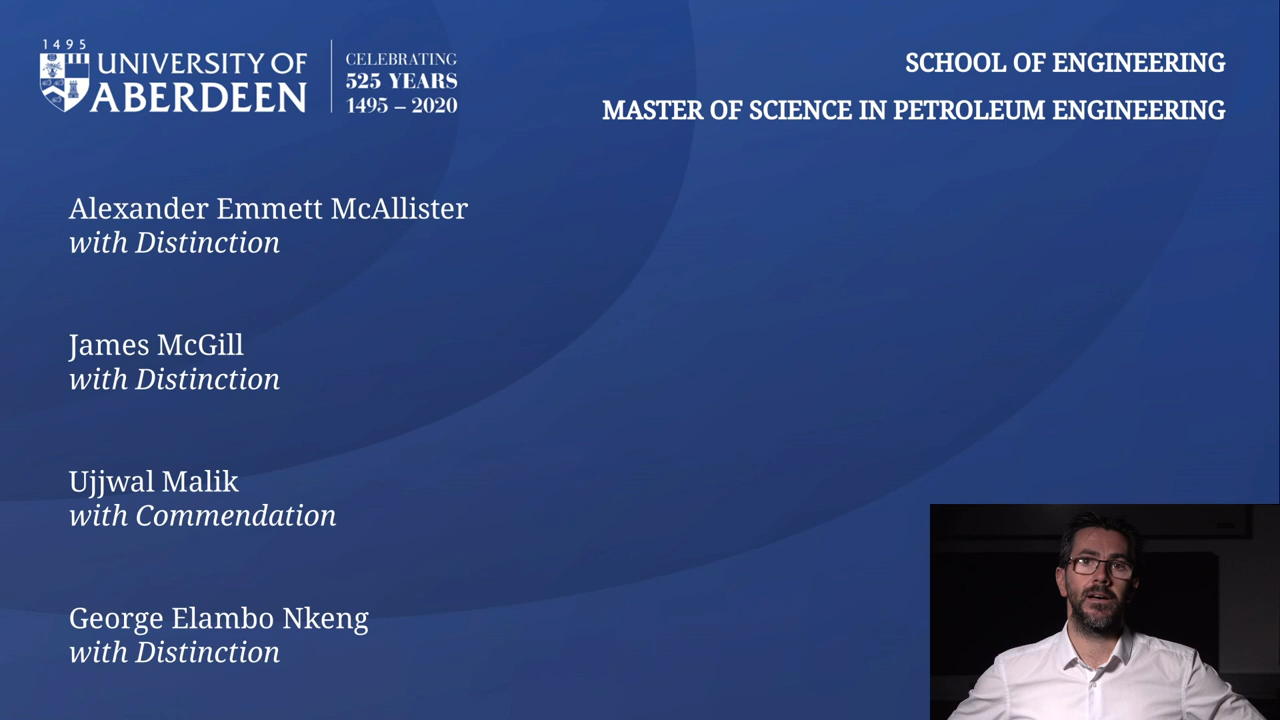 1495
UNIVERSITY OF
ABERDEEN
CELEBRATING
525 YEARS
1495 – 2020
SCHOOL OF ENGINEERING
MASTER OF SCIENCE IN PETROLEUM ENGINEERING
Alexander Emmett McAllister
with Distinction
James McGill
with Distinction
Ujjwal Malik
with Commendation
George Elambo Nkeng
with Distinction